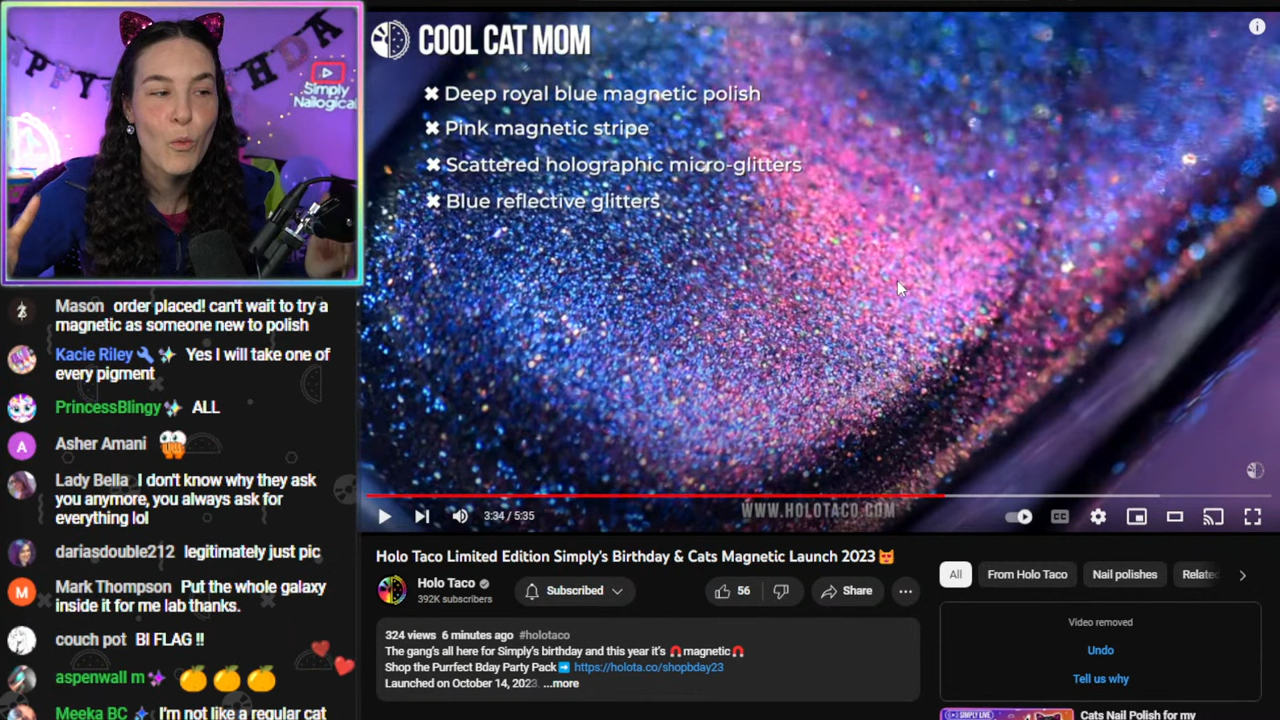 Simply
Nailogical
COOL CAT MOM
✖ Deep royal blue magnetic polish
✖ Pink magnetic stripe
✖ Scattered holographic micro-glitters
✖ Blue reflective glitters
Mason order placed! can't wait to try a
magnetic as someone new to polish
Kacie Riley Yes I will take one of
every pigment
PrincessBlingy ALL
A
Asher Amani
Lady Bella I don't know why they ask
you anymore, you always ask for
everything lol
dariasdouble212 legitimately just pic
M
Mark Thompson Put the whole galaxy
inside it for me lab thanks.
couch pot BI FLAG !!
aspenwall m 🍊🍊🍊
Meeka BC I'm not like a regular cat
WWW.HOLOTACO.COM
3:34 / 5:35
CC
Holo Taco Limited Edition Simply's Birthday & Cats Magnetic Launch 2023😻
Holo Taco
392K subscribers
Subscribed
56
Share
324 views 6 minutes ago #holotaco
The gang's all here for Simply's birthday and this year it's 🧲magnetic🧲
Shop the Purrfect Bday Party Pack➡ https://holota.co/shopbday23
Launched on October 14, 2023. ...more
All
From Holo Taco
Nail polishes
Related
Video removed
Undo
Tell us why
SIMPLY LIVE
Cats Nail Polish for my